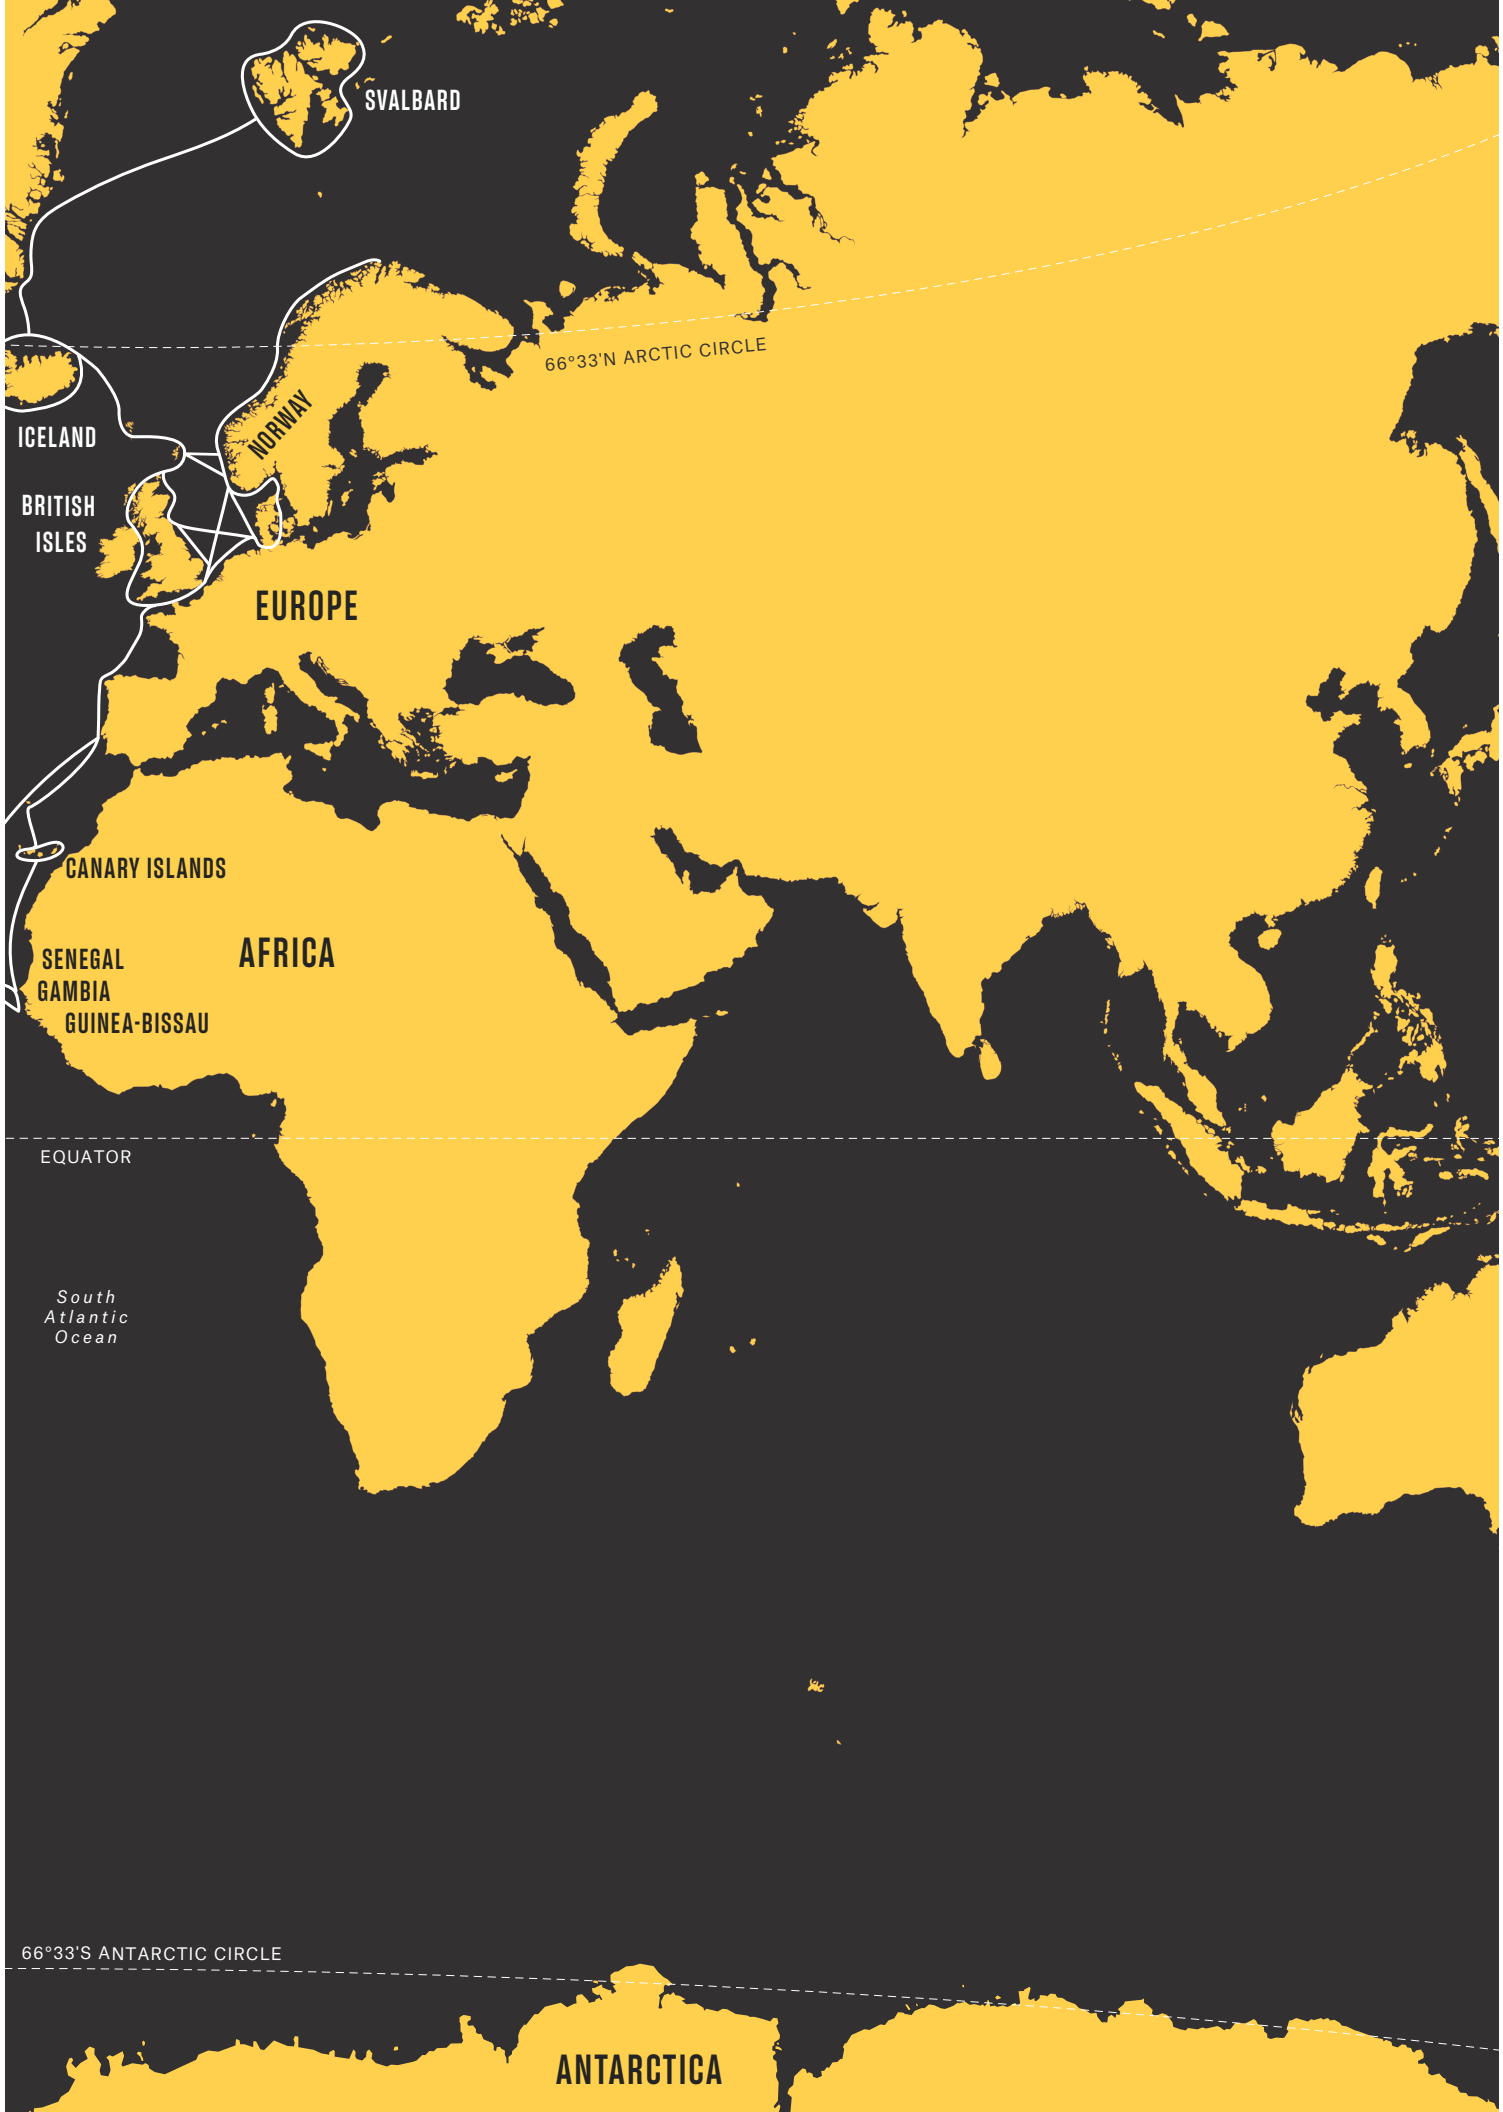 SVALBARD
66°33'N ARCTIC CIRCLE
NORWAY
ICELAND
BRITISH
ISLES
EUROPE
CANARY ISLANDS
AFRICA
SENEGAL
GAMBIA
GUINEA-BISSAU
EQUATOR
South
Atlantic
Ocean
66°33'S ANTARCTIC CIRCLE
ANTARCTICA